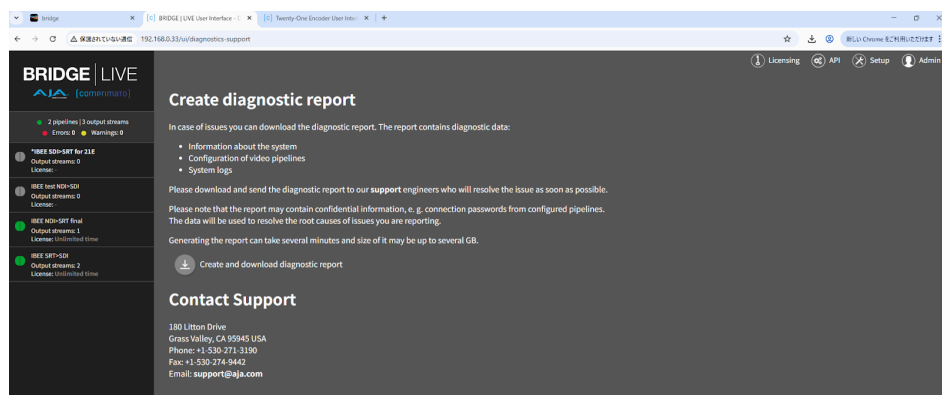 bridge
BRIDGE | LIVE User Interface - D
Twenty-One Encoder User Inter
保護されていない通信
192.168.0.33/ui/diagnostics-support
新しい Chrome をご利用いただけます
Licensing
API
Setup
Admin
BRIDGE | LIVE
AJA [comprimato]
2 pipelines | 3 output streams
Errors: 0 Warnings: 0
*IBEE SDI>SRT for 21E
Output streams: 0
License: -
IBEE test NDI>SDI
Output streams: 0
License: -
IBEE NDI>SRT final
Output streams: 1
License: Unlimited time
IBEE SRT>SDI
Output streams: 2
License: Unlimited time
Create diagnostic report
In case of issues you can download the diagnostic report. The report contains diagnostic data:
• Information about the system
• Configuration of video pipelines
• System logs
Please download and send the diagnostic report to our support engineers who will resolve the issue as soon as possible.
Please note that the report may contain confidential information, e. g. connection passwords from configured pipelines.
The data will be used to resolve the root causes of issues you are reporting.
Generating the report can take several minutes and size of it may be up to several GB.
Create and download diagnostic report
Contact Support
180 Litton Drive
Grass Valley, CA 95945 USA
Phone: +1-530-271-3190
Fax: +1-530-274-9442
Email: support@aja.com